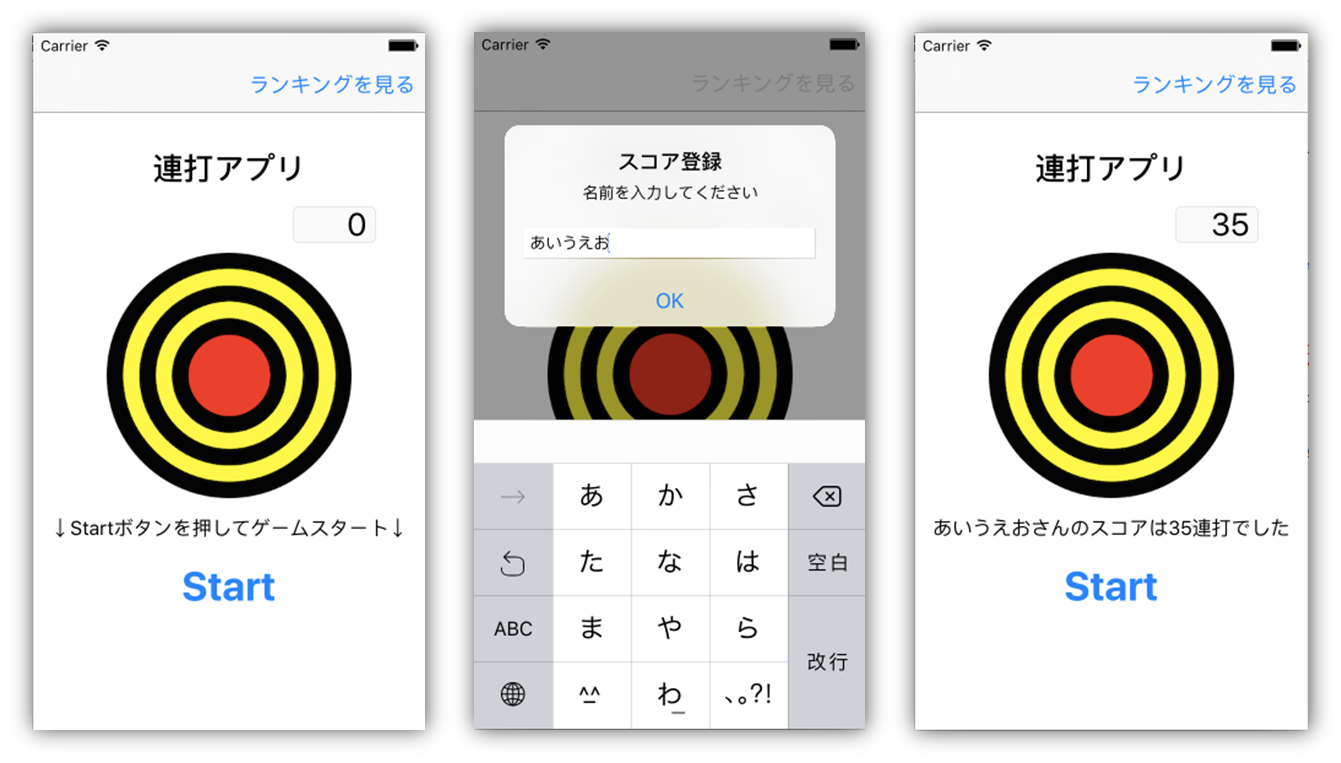 Carrier
ランキングを見る
連打アプリ
0
↓Startボタンを押してゲームスタート↓
Start
Carrier
ランキングを見る
スコア登録
名前を入力してください
あいうえお
OK
→ あ か さ
た な は 空白
ABC ま や ら
改行
^^ わ_ 、。?!
Carrier
ランキングを見る
連打アプリ
35
あいうえおさんのスコアは35連打でした
Start